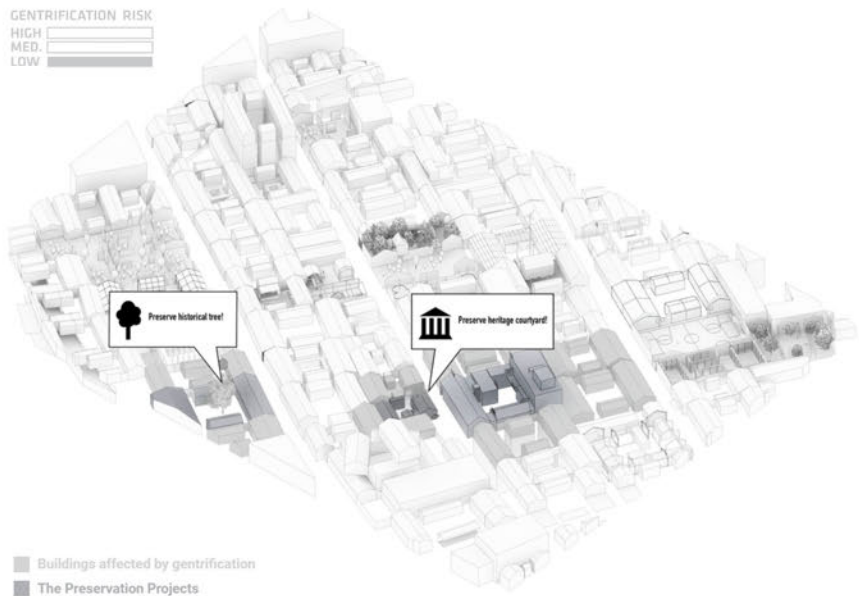 GENTRIFICATION RISK
HIGH
MED.
LOW
Preserve historical tree!
Preserve heritage courtyard!
Buildings affected by gentrification
The Preservation Projects